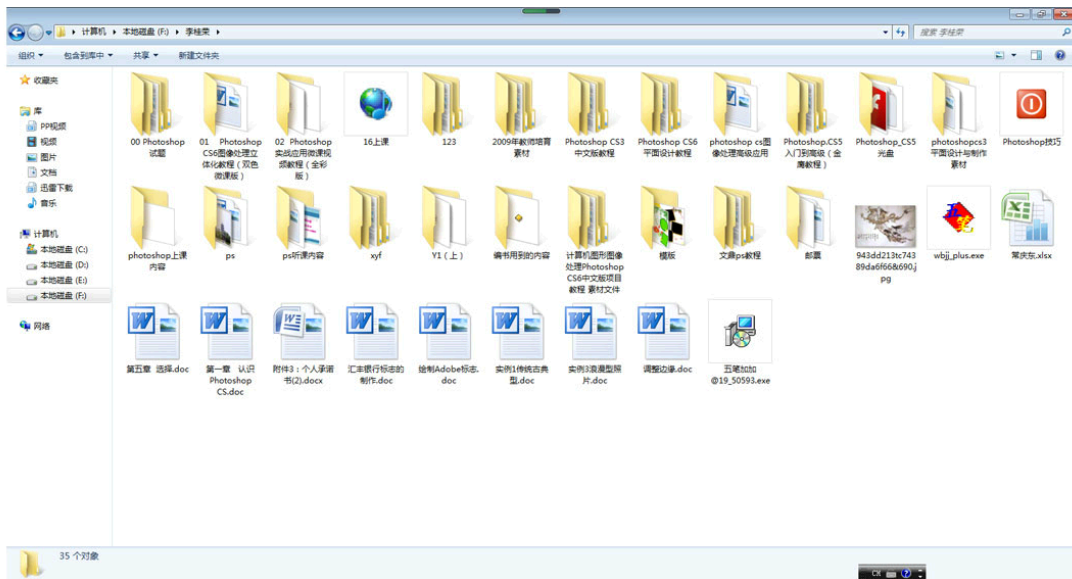 计算机 ▸ 本地磁盘 (F:) ▸ 李桂荣 ▸
搜索 李桂荣
组织 包含到库中 共享 新建文件夹
收藏夹
库
PP视频
视频
图片
文档
迅雷下载
音乐
计算机
本地磁盘 (C:)
本地磁盘 (D:)
本地磁盘 (E:)
本地磁盘 (F:)
网络
00 Photoshop
试题
01 Photoshop
CS6图像处理立
体化教程（双色
微课版）
02 Photoshop
实战应用微课视
频教程（全彩
版）
16上课
123
2009年教师培育
素材
Photoshop CS3
中文版教程
Photoshop CS6
平面设计教程
photoshop cs图
像处理高级应用
Photoshop.CS5
入门到高级（金
鹰教程）
Photoshop_CS5
光盘
photoshopcs3
平面设计与制作
素材
Photoshop技巧
photoshop上课
内容
ps
ps听课内容
xyf
Y1（上）
编书用到的内容
计算机图形图像
处理Photoshop
CS6中文版项目
教程 素材文件
模版
文鼎ps教程
邮票
943dd213tc743
89da6f66&690.j
pg
wbjj_plus.exe
常庆东.xlsx
第五章 选择.doc
第一章 认识
Photoshop
CS.doc
附件3：个人承诺
书(2).docx
汇丰银行标志的
制作.doc
绘制Adobe标志.
doc
实例1传统古典
型.doc
实例3浪漫型照
片.doc
调整边缘.doc
五笔加加
@19_50593.exe
35 个对象
CH